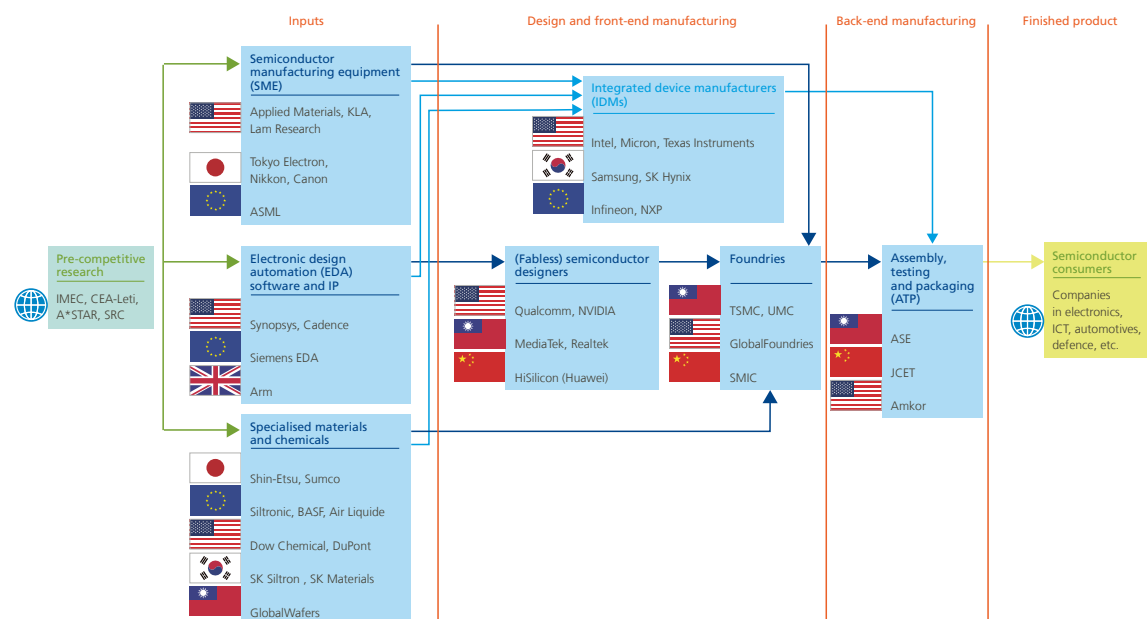 Inputs
Design and front-end manufacturing
Back-end manufacturing
Finished product
Pre-competitive
research
IMEC, CEA-Leti,
A*STAR, SRC
Semiconductor
manufacturing equipment
(SME)
Applied Materials, KLA,
Lam Research
Tokyo Electron,
Nikkon, Canon
ASML
Electronic design
automation (EDA)
software and IP
Synopsys, Cadence
Siemens EDA
Arm
Specialised materials
and chemicals
Shin-Etsu, Sumco
Siltronic, BASF, Air Liquide
Dow Chemical, DuPont
SK Siltron , SK Materials
GlobalWafers
Integrated device manufacturers
(IDMs)
Intel, Micron, Texas Instruments
Samsung, SK Hynix
Infineon, NXP
(Fabless) semiconductor
designers
Qualcomm, NVIDIA
MediaTek, Realtek
HiSilicon (Huawei)
Foundries
TSMC, UMC
GlobalFoundries
SMIC
Assembly,
testing
and packaging
(ATP)
ASE
JCET
Amkor
Semiconductor
consumers
Companies
in electronics,
ICT, automotives,
defence, etc.